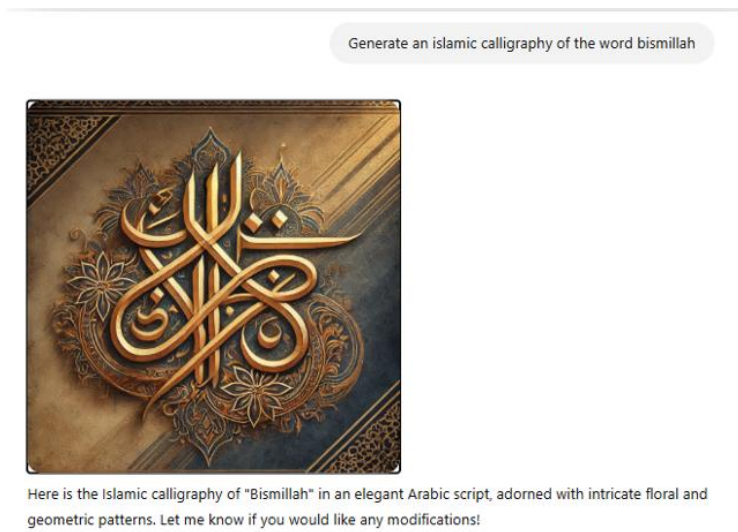 Generate an islamic calligraphy of the word bismillah
Here is the Islamic calligraphy of "Bismillah" in an elegant Arabic script, adorned with intricate floral and
geometric patterns. Let me know if you would like any modifications!